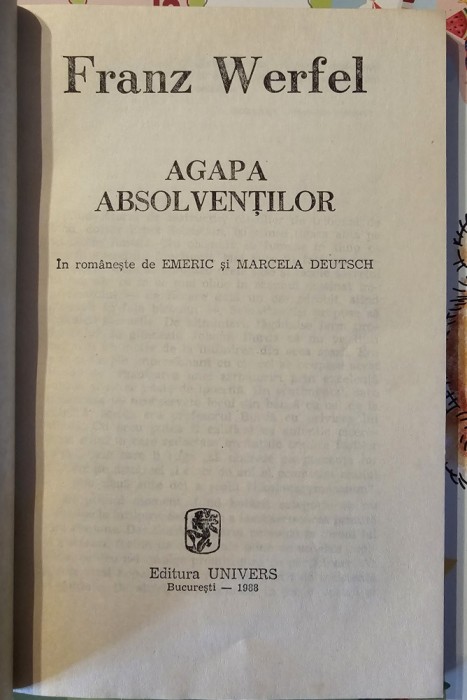 Franz Werfel
AGAPA
ABSOLVENȚILOR
In românește de EMERIC și MARCELA DEUTSCH
Editura UNIVERS
București — 1988